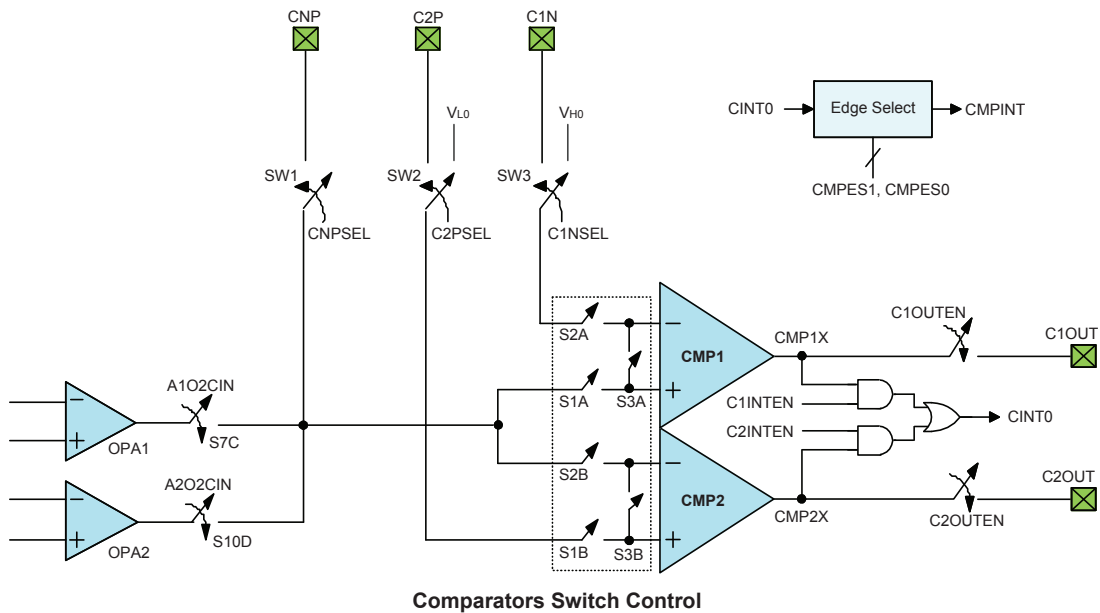 CNP
C2P
C1N
VL0
VH0
CINT0
Edge Select
CMPINT
CMPES1, CMPES0
SW1
SW2
SW3
CNPSEL
C2PSEL
C1NSEL
S2A
CMP1
CMP1X
C1OUTEN
C1OUT
A1O2CIN
OPA1
S7C
S1A
S3A
C1INTEN
C2INTEN
CINT0
S2B
A2O2CIN
OPA2
S10D
CMP2
CMP2X
C2OUTEN
C2OUT
S1B
S3B
− + − + − + − +
Comparators Switch Control